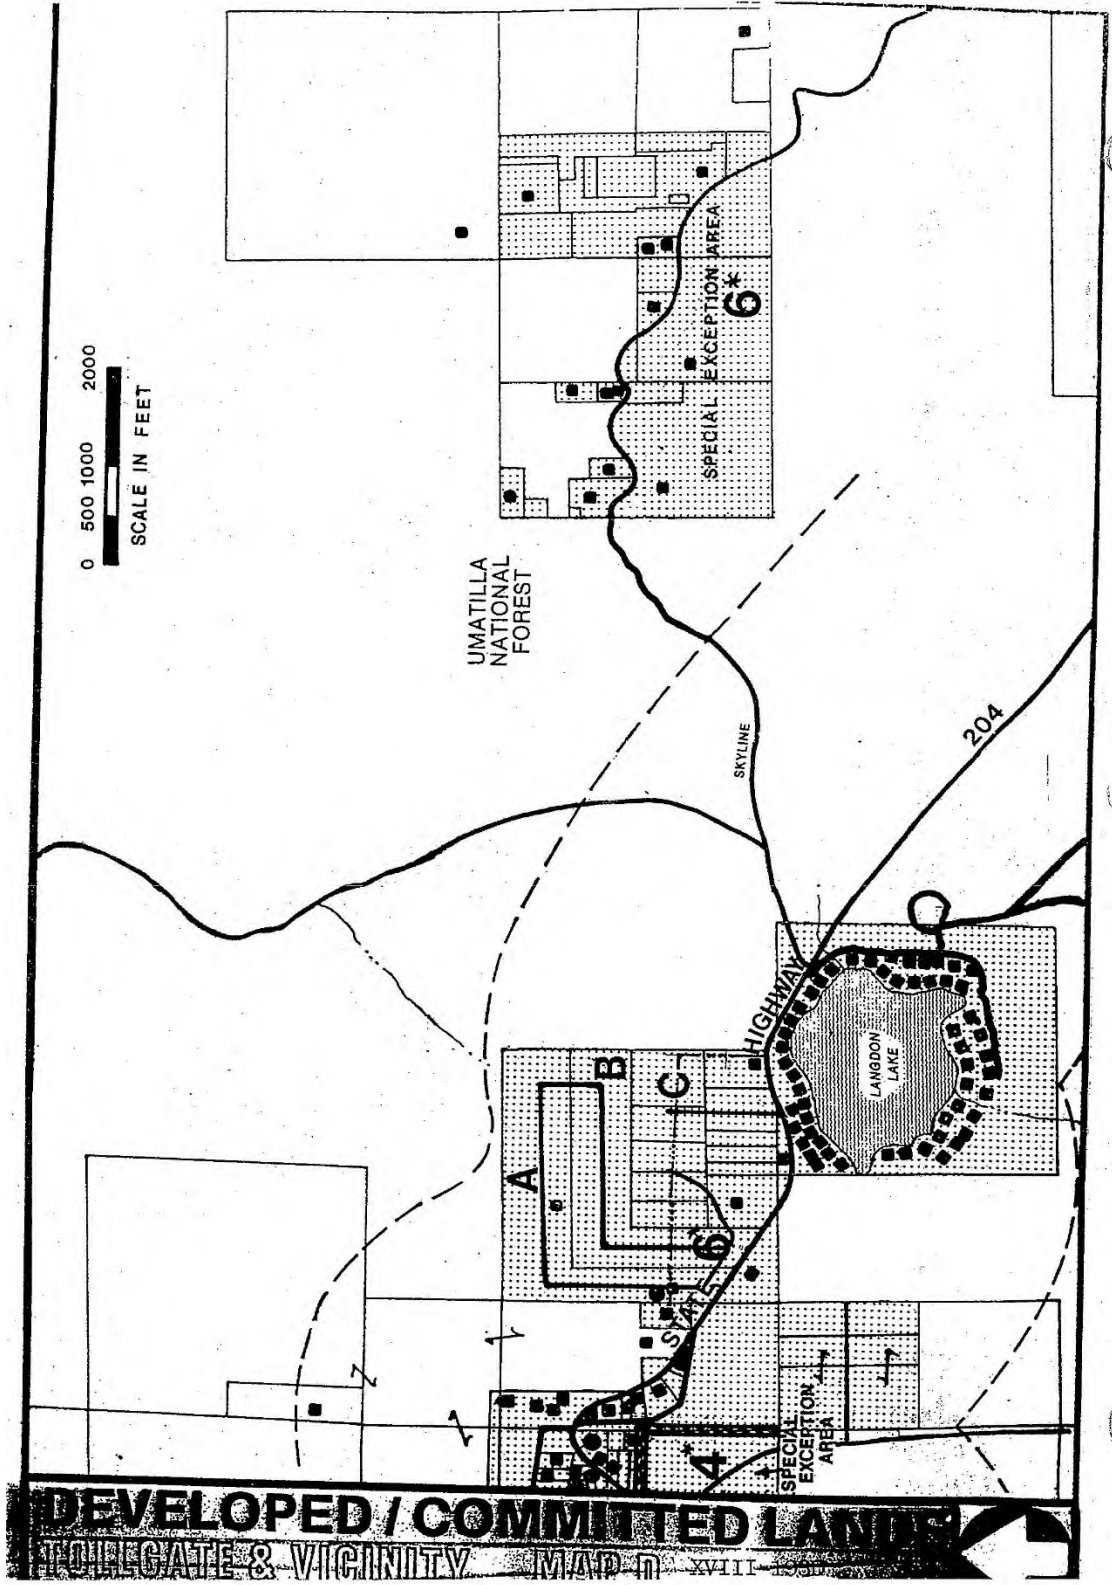 0 500 1000 2000
SCALE IN FEET
UMATILLA
NATIONAL
FOREST
SPECIAL EXCEPTION AREA
6*
SKYLINE
204
HIGHWAY
STATE
LANGDON
LAKE
A
B
C
6*
4*
SPECIAL
EXCEPTION
AREA
DEVELOPED / COMMITTED LANDS
TOLLGATE & VICINITY MAP D XVIII